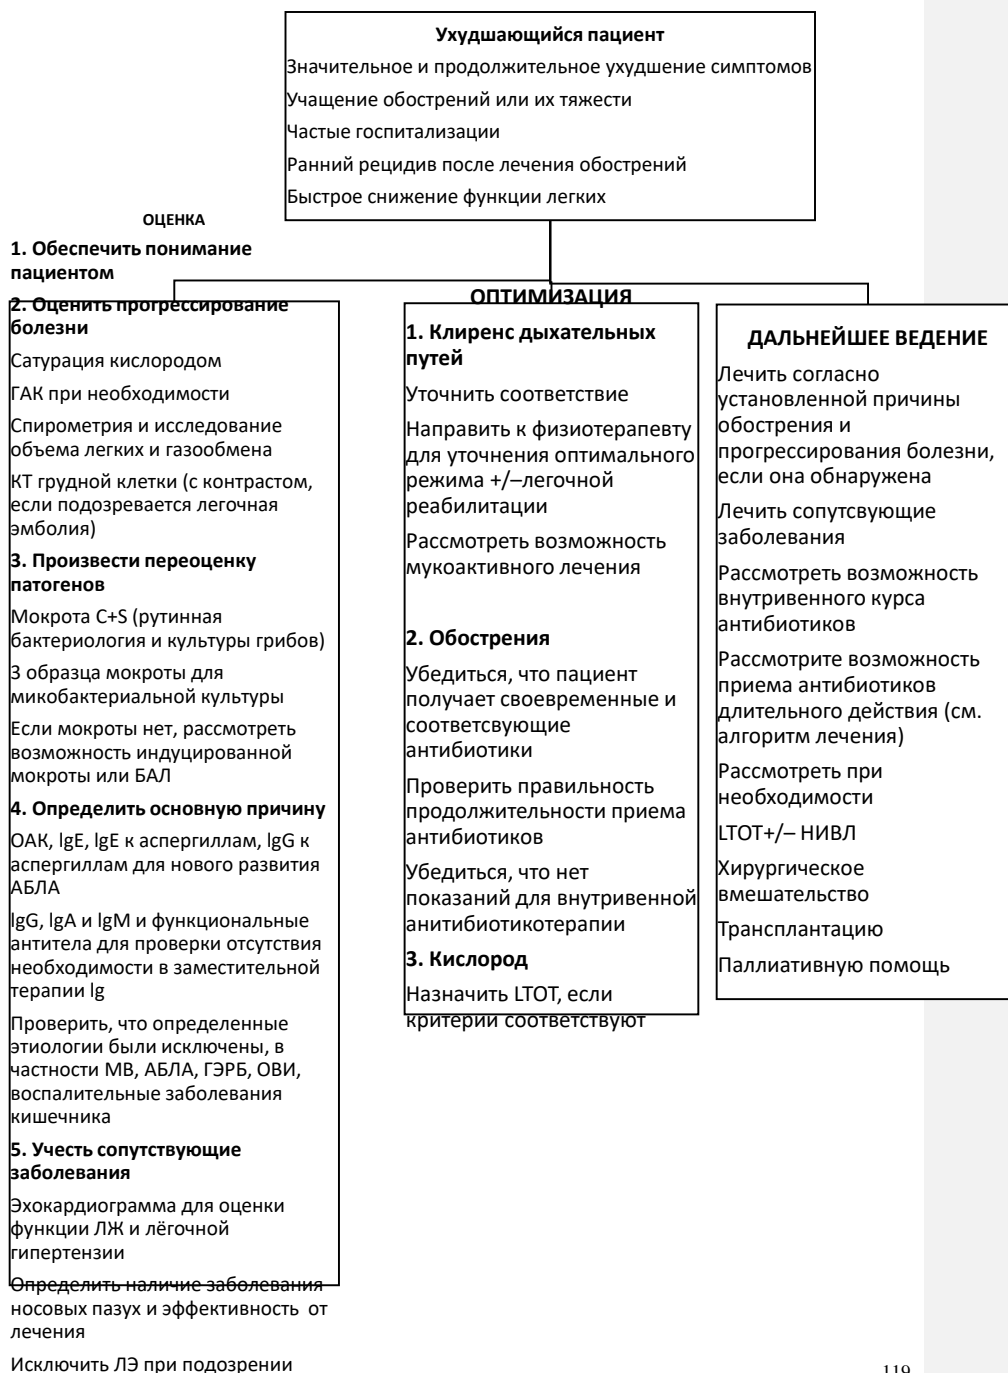 Ухудшающийся пациент
Значительное и продолжительное ухудшение симптомов
Учащение обострений или их тяжести
Частые госпитализации
Ранний рецидив после лечения обострений
Быстрое снижение функции легких
ОЦЕНКА
1. Обеспечить понимание
пациентом
2. Оценить прогрессирование
болезни
Сатурация кислородом
ГАК при необходимости
Спирометрия и исследование
объема легких и газообмена
КТ грудной клетки (с контрастом,
если подозревается легочная
эмболия)
3. Произвести переоценку
патогенов
Мокрота C+S (рутинная
бактериология и культуры грибов)
3 образца мокроты для
микобактериальной культуры
Если мокроты нет, рассмотреть
возможность индуцированной
мокроты или БАЛ
4. Определить основную причину
ОАК, lgE, lgE к аспергиллам, lgG к
аспергиллам для нового развития
АБЛА
lgG, lgA и lgM и функциональные
антитела для проверки отсутствия
необходимости в заместительной
терапии lg
Проверить, что определенные
этиологии были исключены, в
частности МВ, АБЛА, ГЭРБ, ОВИ,
воспалительные заболевания
кишечника
5. Учесть сопутствующие
заболевания
Эхокардиограмма для оценки
функции ЛЖ и лёгочной
гипертензии
Определить наличие заболевания
носовых пазух и эффективность от
лечения
Исключить ЛЭ при подозрении
ОПТИМИЗАЦИЯ
1. Клиренс дыхательных
путей
Уточнить соответствие
Направить к физиотерапевту
для уточнения оптимального
режима +/–легочной
реабилитации
Рассмотреть возможность
мукоактивного лечения
2. Обострения
Убедиться, что пациент
получает своевременные и
соответсвующие
антибиотики
Проверить правильность
продолжительности приема
антибиотиков
Убедиться, что нет
показаний для внутривенной
анитибиотикотерапии
3. Кислород
Назначить LTOT, если
критерии соответствуют
ДАЛЬНЕЙШЕЕ ВЕДЕНИЕ
Лечить согласно
установленной причины
обострения и
прогрессирования болезни,
если она обнаружена
Лечить сопутсвующие
заболевания
Рассмотреть возможность
внутривенного курса
антибиотиков
Рассмотрите возможность
приема антибиотиков
длительного действия (см.
алгоритм лечения)
Рассмотреть при
необходимости
LTOT+/– НИВЛ
Хирургическое
вмешательство
Трансплантацию
Паллиативную помощь
119